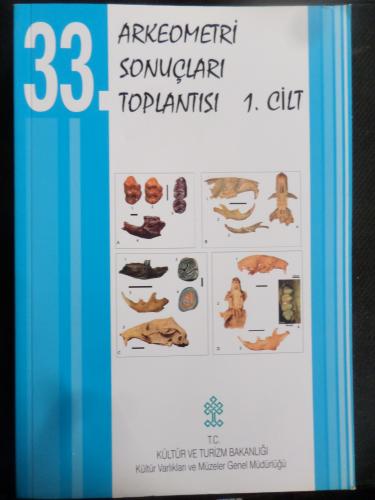 33.
ARKEOMETRİ
SONUÇLARI
TOPLANTISI 1. CİLT
A
B
C
D
T.C.
KÜLTÜR VE TURİZM BAKANLIĞI
Kültür Varlıkları ve Müzeler Genel Müdürlüğü